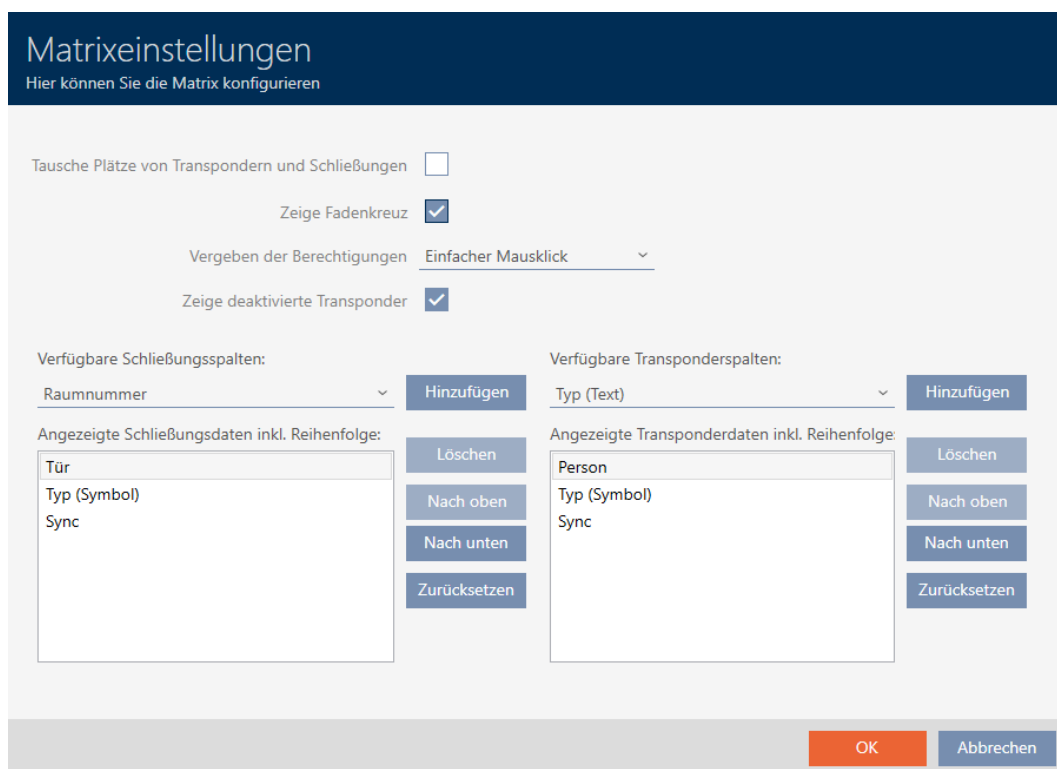 Matrixeinstellungen
Hier können Sie die Matrix konfigurieren
Tausche Plätze von Transpondern und Schließungen
Zeige Fadenkreuz
Vergeben der Berechtigungen Einfacher Mausklick
Zeige deaktivierte Transponder
Verfügbare Schließungsspalten:
Raumnummer
Hinzufügen
Angezeigte Schließungsdaten inkl. Reihenfolge:
Tür
Typ (Symbol)
Sync
Löschen
Nach oben
Nach unten
Zurücksetzen
Verfügbare Transponderspalten:
Typ (Text)
Hinzufügen
Angezeigte Transponderdaten inkl. Reihenfolge:
Person
Typ (Symbol)
Sync
Löschen
Nach oben
Nach unten
Zurücksetzen
OK
Abbrechen